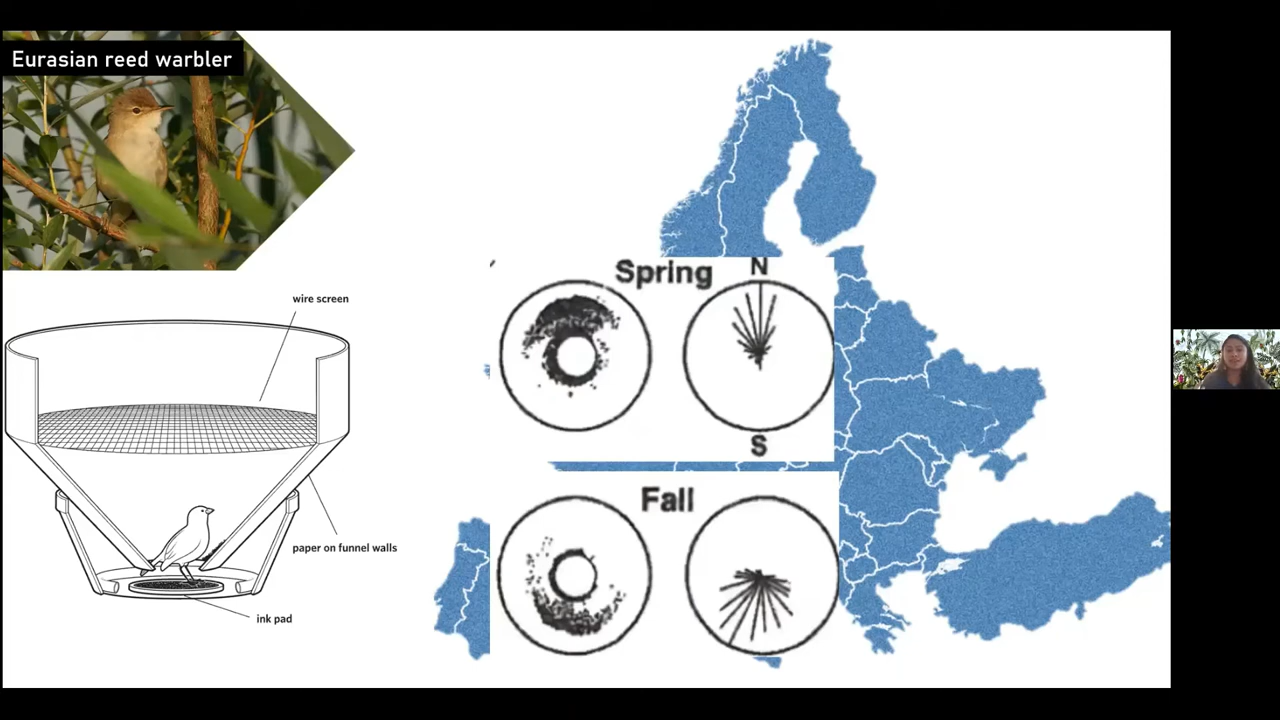 Eurasian reed warbler
wire screen
paper on funnel walls
ink pad
Spring
N
S
Fall